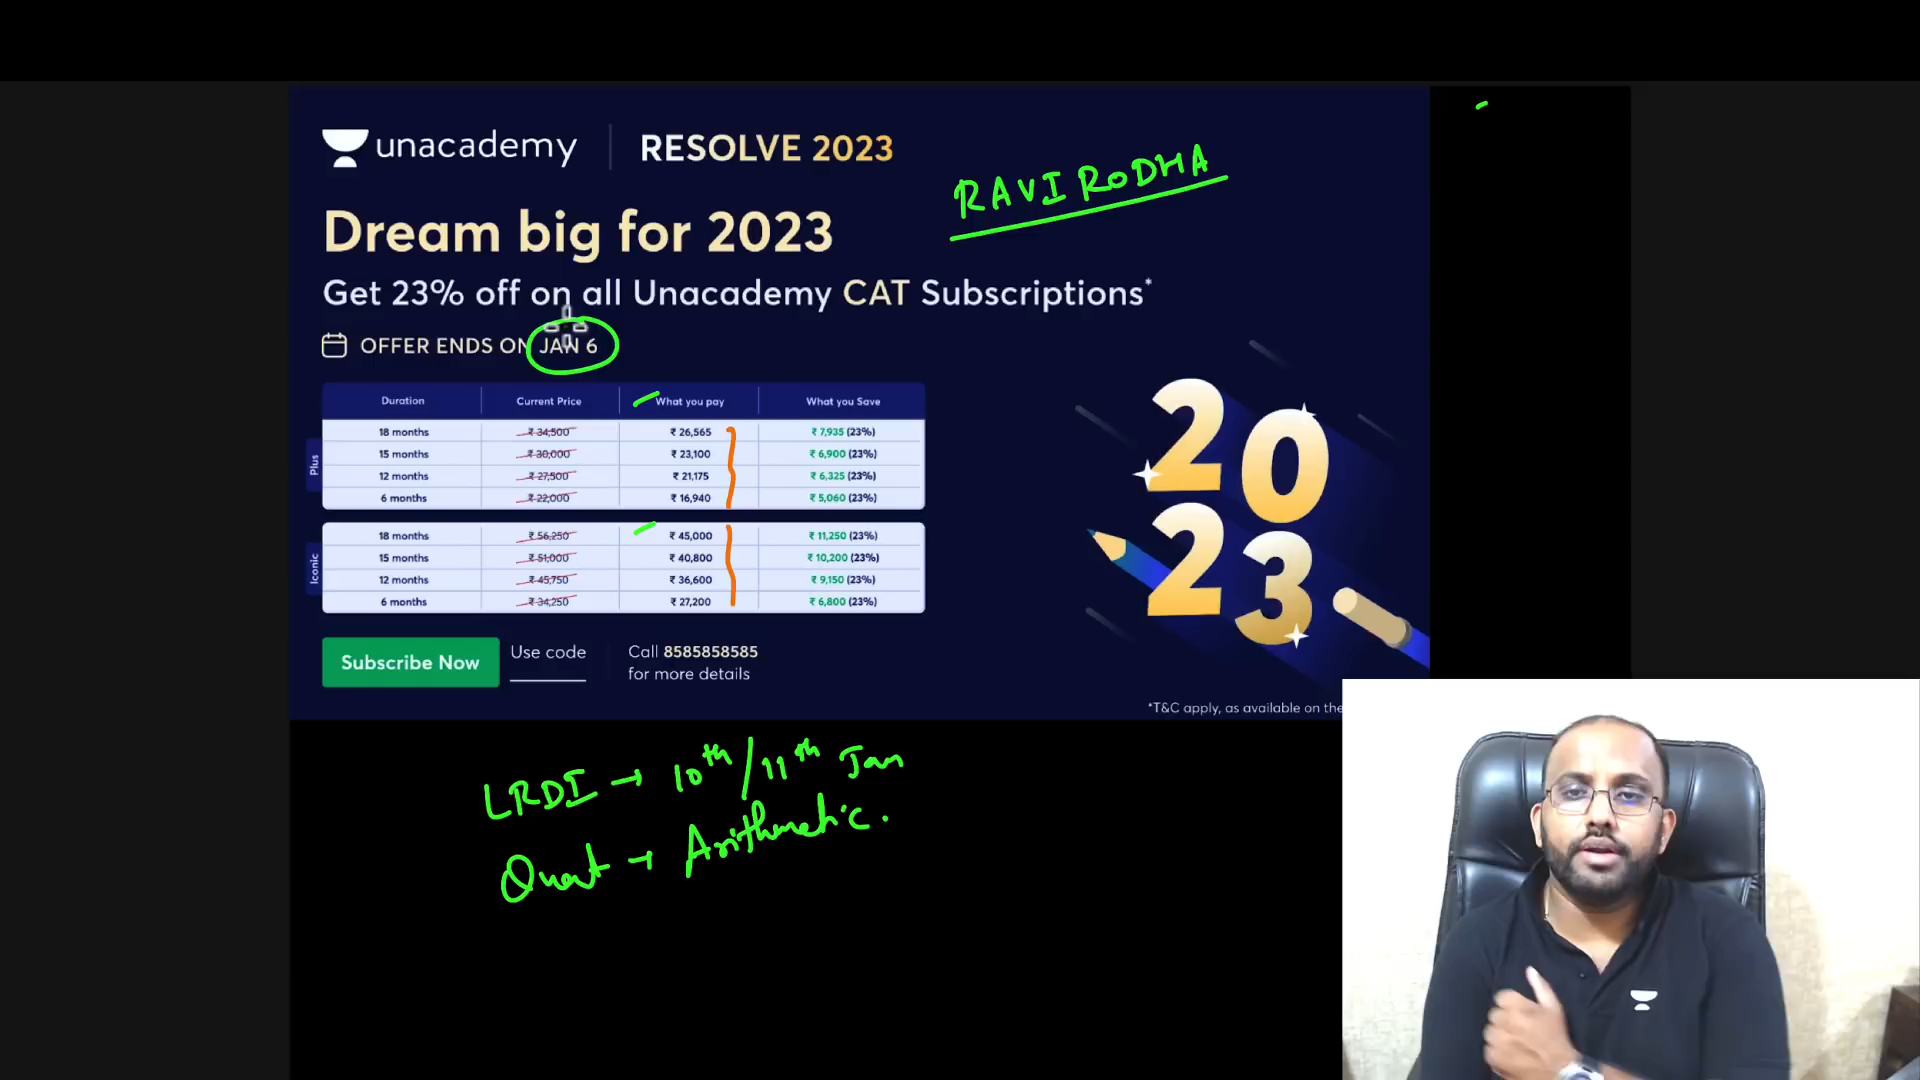 unacademy RESOLVE 2023
RAVI RODHA
Dream big for 2023
Get 23% off on all Unacademy CAT Subscriptions*
OFFER ENDS ON JAN 6
Duration Current Price What you pay What you Save
Plus
18 months ₹ 34,500 ₹ 26,565 ₹ 7,935 (23%)
15 months ₹ 30,000 ₹ 23,100 ₹ 6,900 (23%)
12 months ₹ 27,500 ₹ 21,175 ₹ 6,325 (23%)
6 months ₹ 22,000 ₹ 16,940 ₹ 5,060 (23%)
Iconic
18 months ₹ 56,250 ₹ 45,000 ₹ 11,250 (23%)
15 months ₹ 51,000 ₹ 40,800 ₹ 10,200 (23%)
12 months ₹ 45,750 ₹ 36,600 ₹ 9,150 (23%)
6 months ₹ 34,250 ₹ 27,200 ₹ 6,800 (23%)
20
23
Subscribe Now
Use code
Call 8585858585
for more details
*T&C apply, as available on the
LRDI → 10th/11th Jan
Quant → Arithmetic.